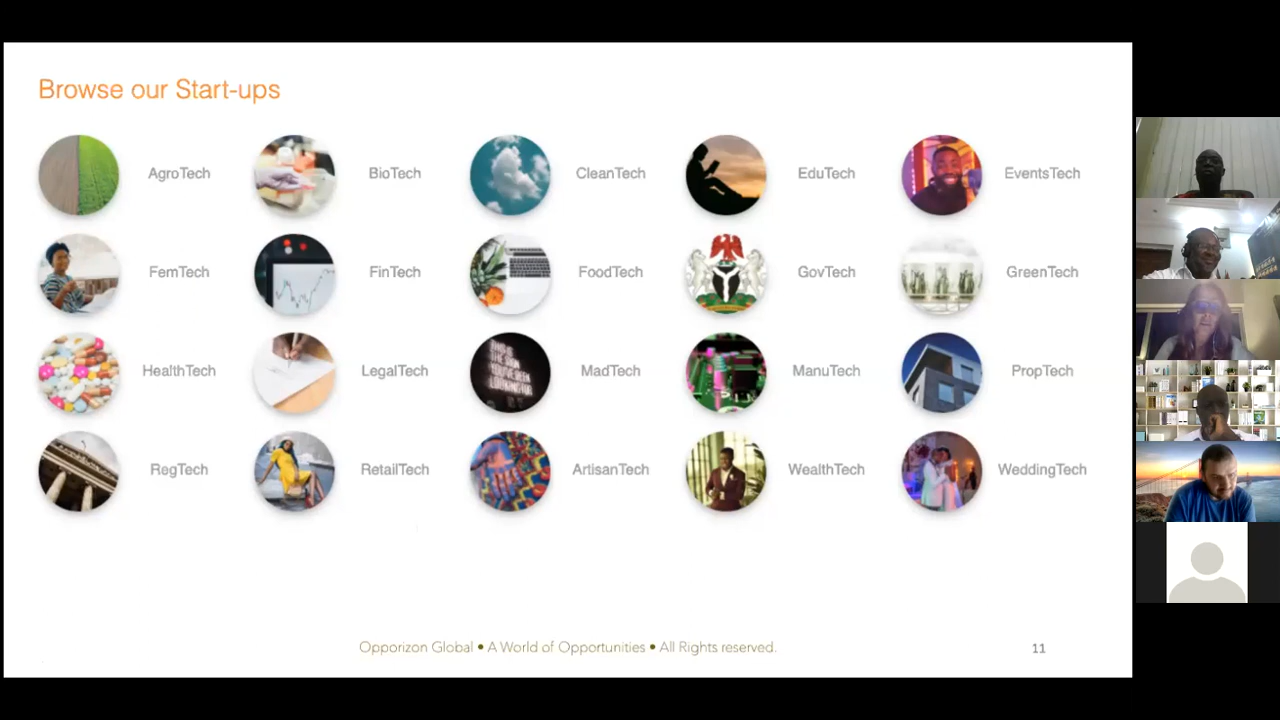 Browse our Start-ups
AgroTech
BioTech
CleanTech
EduTech
EventsTech
FemTech
FinTech
FoodTech
GovTech
GreenTech
HealthTech
LegalTech
MadTech
ManuTech
PropTech
RegTech
RetailTech
ArtisanTech
WealthTech
WeddingTech
Opporizon Global • A World of Opportunities • All Rights reserved.
11